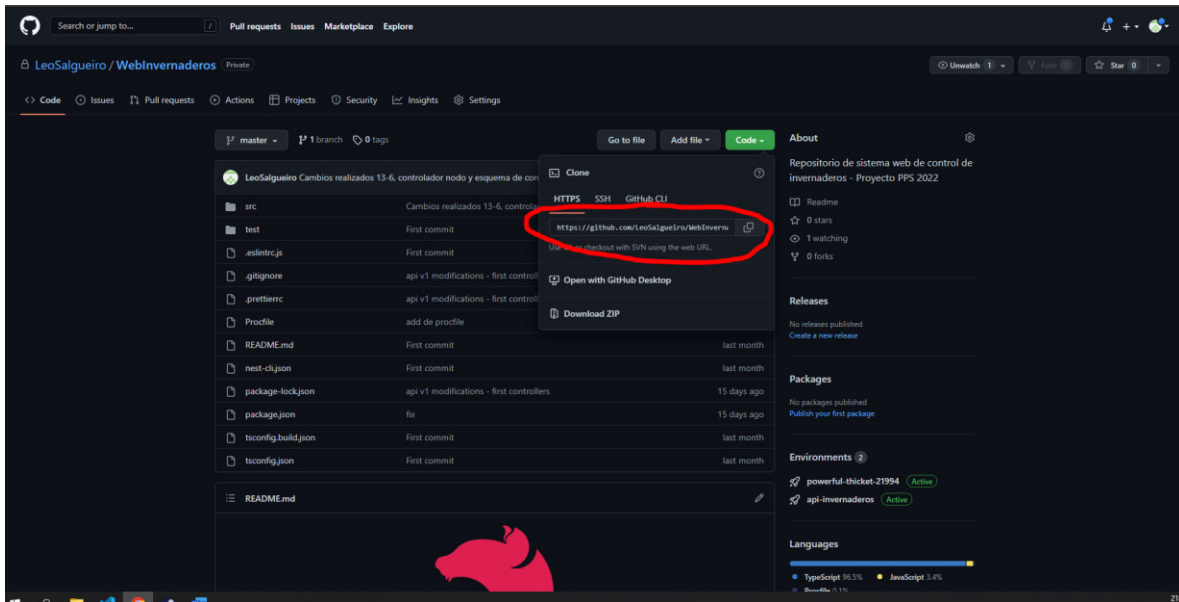 Search or jump to... /
Pull requests Issues Marketplace Explore
LeoSalgueiro / WebInvernaderos Private
Unwatch 1 Fork 0 Star 0
Code Issues Pull requests Actions Projects Security Insights Settings
master 1 branch 0 tags
Go to file Add file Code
LeoSalgueiro Cambios realizados 13-6, controlador nodo y esquema de con
src Cambios realizados 13-6, controla
test First commit
.eslintrc.js First commit
.gitignore api v1 modifications - first controll
.prettierrc api v1 modifications - first controll
Procfile add de procfile
README.md First commit last month
nest-cli.json First commit last month
package-lock.json api v1 modifications - first controllers 15 days ago
package.json fix 15 days ago
tsconfig.build.json First commit last month
tsconfig.json First commit last month
README.md
Clone
HTTPS SSH GitHub CLI
https://github.com/LeoSalgueiro/WebInverna
Use or checkout with SVN using the web URL.
Open with GitHub Desktop
Download ZIP
About
Repositorio de sistema web de control de
invernaderos - Proyecto PPS 2022
Readme
0 stars
1 watching
0 forks
Releases
No releases published
Create a new release
Packages
No packages published
Publish your first package
Environments 2
powerful-thicket-21994 Active
api-invernaderos Active
Languages
TypeScript 96.5% JavaScript 3.4%
Procfile 0.1%